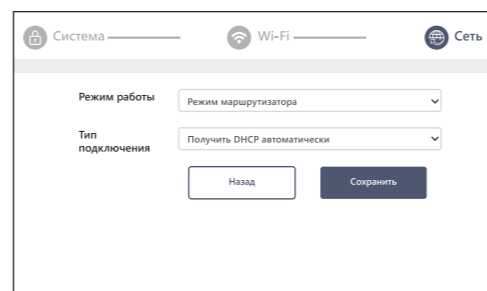 Система
Wi-Fi
Сеть
Режим работы
Режим маршрутизатора
Тип
подключения
Получить DHCP автоматически
Назад
Сохранить